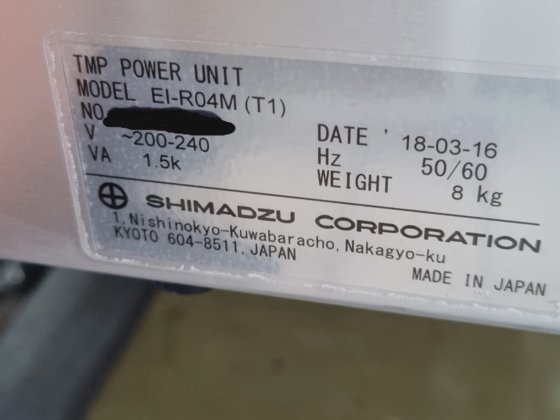 TMP POWER UNIT
MODEL EI-R04M (T1)
NO
V ~200-240
VA 1.5k
DATE '18-03-16
Hz 50/60
WEIGHT 8 kg
SHIMADZU CORPORATION
1, Nishinokyo-Kuwabaracho, Nakagyo-ku
KYOTO 604-8511, JAPAN
MADE IN JAPAN